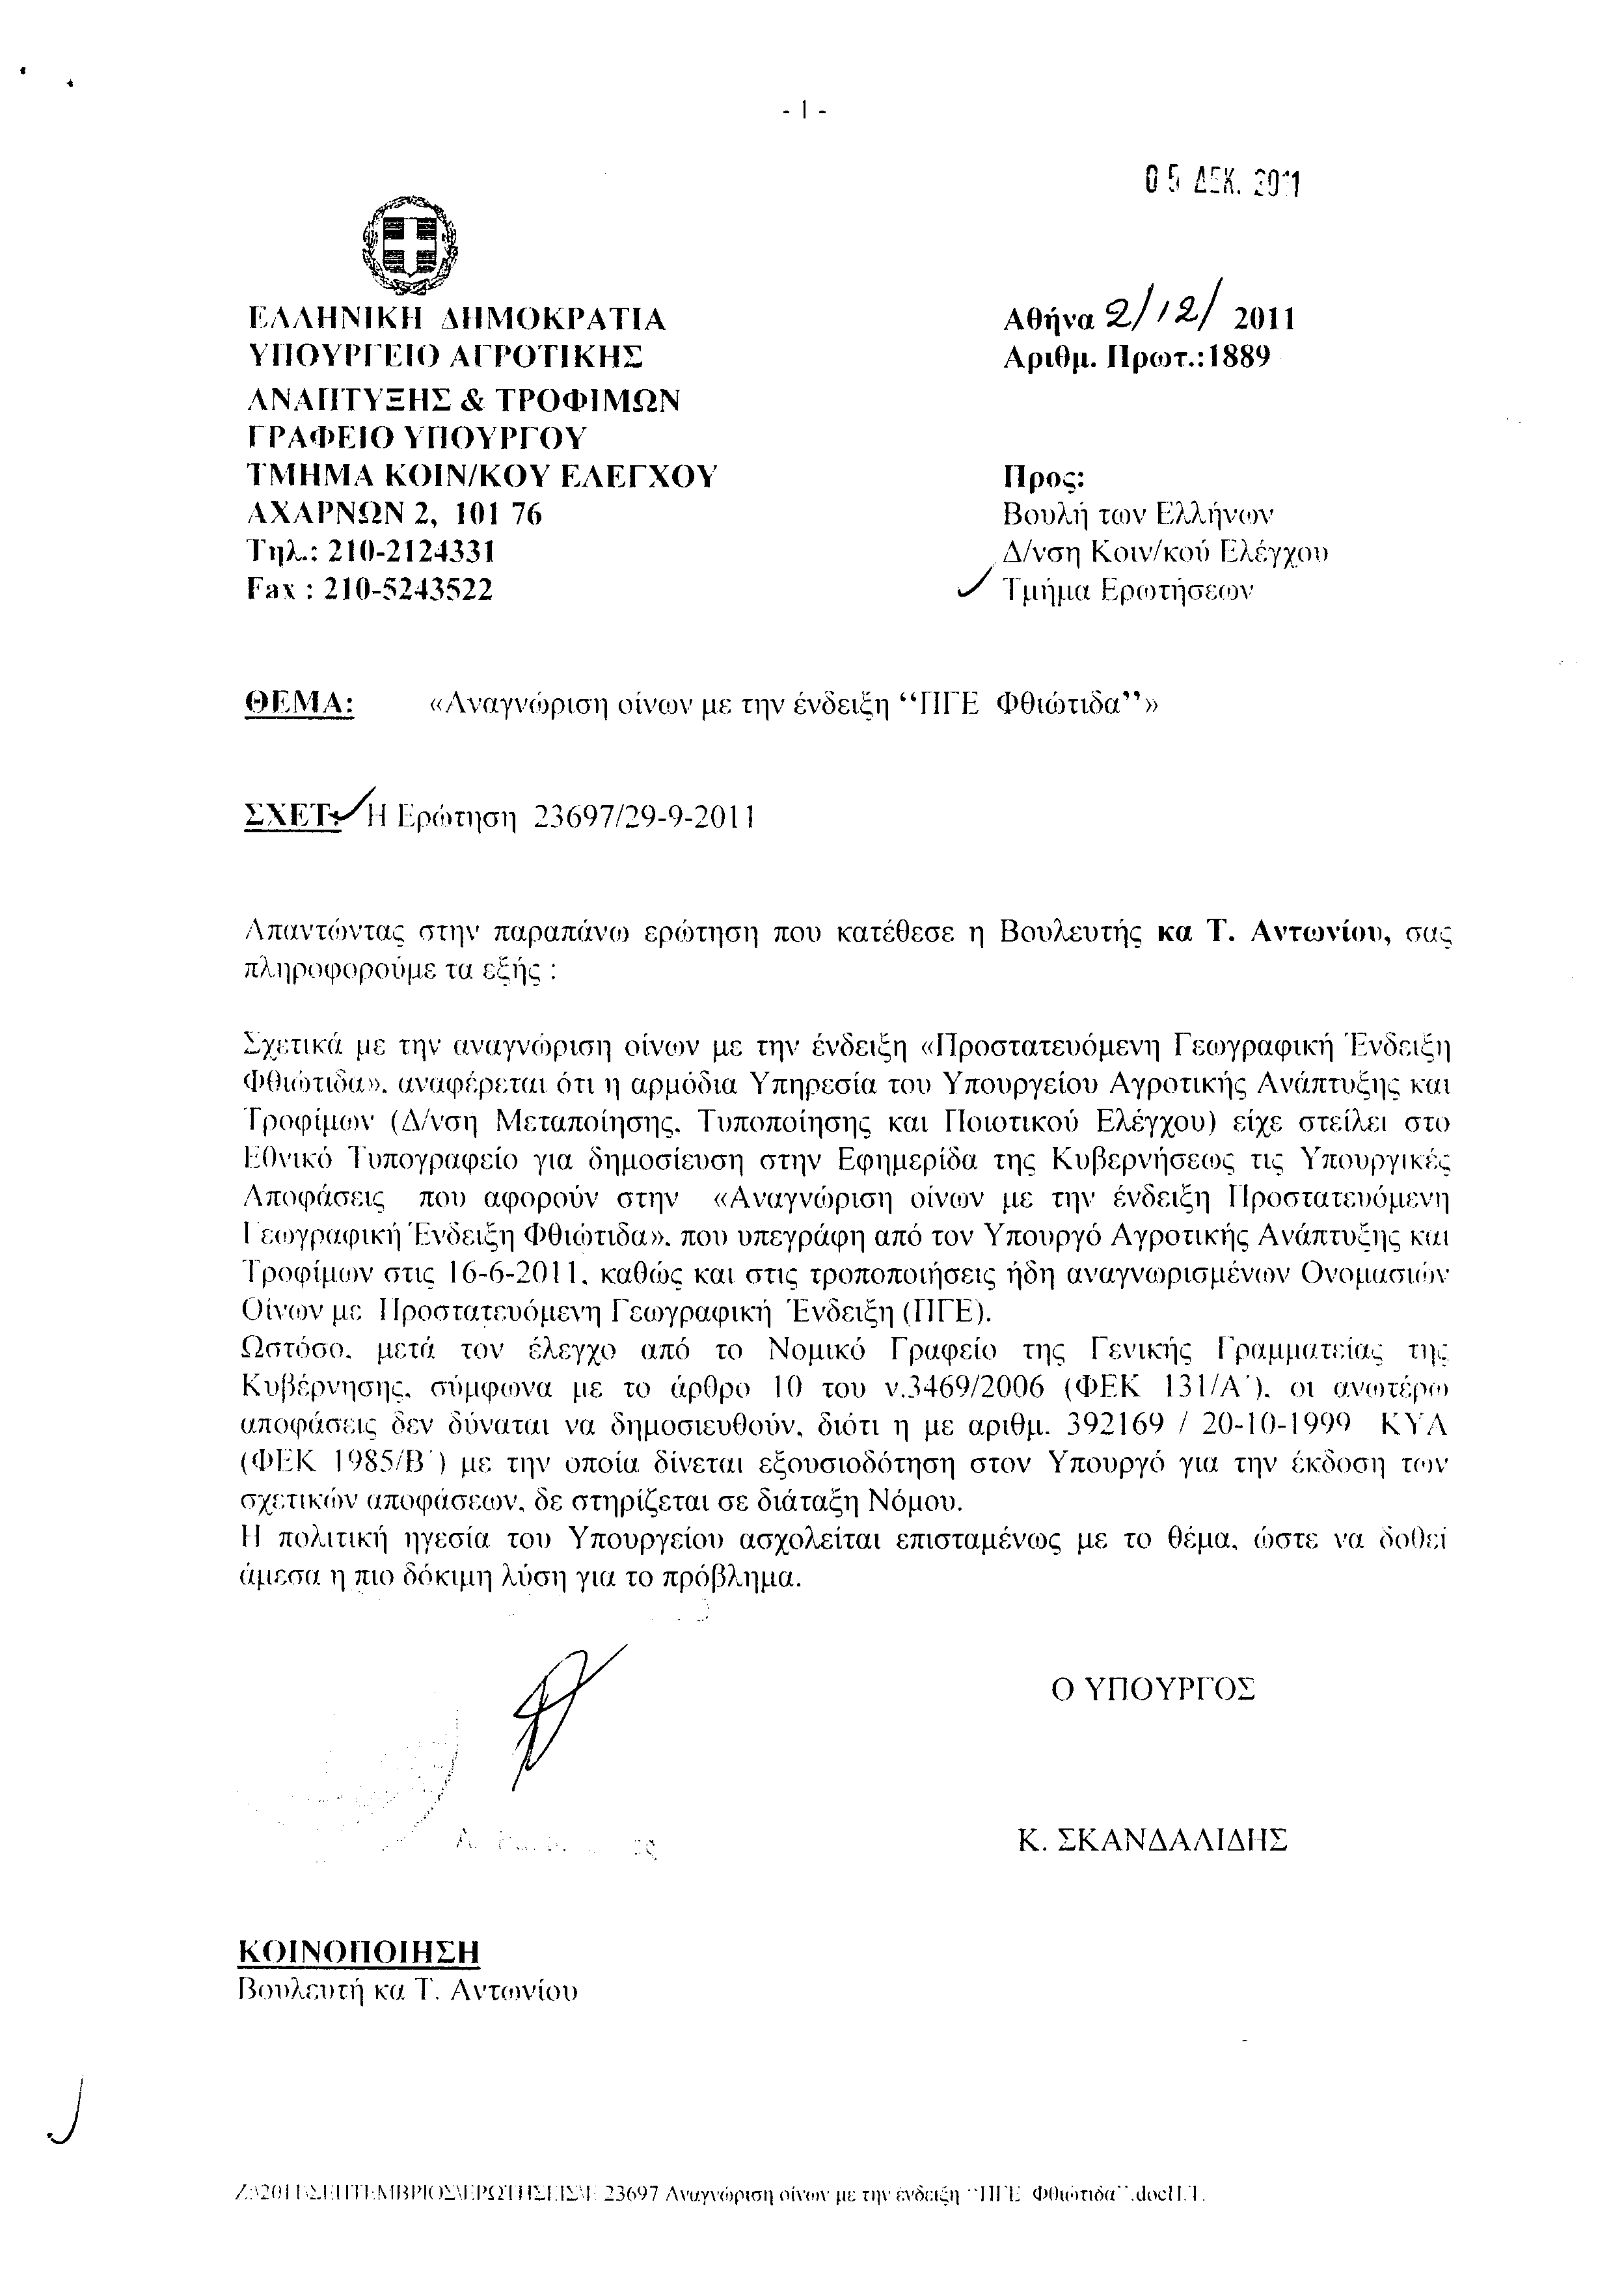 - 1 -
05 ΔΕΚ. 2011
ΕΛΛΗΝΙΚΗ ΔΗΜΟΚΡΑΤΙΑ
ΥΠΟΥΡΓΕΙΟ ΑΓΡΟΤΙΚΗΣ
ΑΝΑΠΤΥΞΗΣ & ΤΡΟΦΙΜΩΝ
ΓΡΑΦΕΙΟ ΥΠΟΥΡΓΟΥ
ΤΜΗΜΑ ΚΟΙΝ/ΚΟΥ ΕΛΕΓΧΟΥ
ΑΧΑΡΝΩΝ 2, 101 76
Τηλ.: 210-2124331
Fax : 210-5243522
Αθήνα 2/12/ 2011
Αριθμ. Πρωτ.:1889
Προς:
Βουλή των Ελλήνων
Δ/νση Κοιν/κού Ελέγχου
Τμήμα Ερωτήσεων
ΘΕΜΑ: «Αναγνώριση οίνων με την ένδειξη “ΠΓΕ Φθιώτιδα”»
ΣΧΕΤ: Η Ερώτηση 23697/29-9-2011
Απαντώντας στην παραπάνω ερώτηση που κατέθεσε η Βουλευτής κα Τ. Αντωνίου, σας
πληροφορούμε τα εξής :
Σχετικά με την αναγνώριση οίνων με την ένδειξη «Προστατευόμενη Γεωγραφική Ένδειξη
Φθιώτιδα», αναφέρεται ότι η αρμόδια Υπηρεσία του Υπουργείου Αγροτικής Ανάπτυξης και
Τροφίμων (Δ/νση Μεταποίησης, Τυποποίησης και Ποιοτικού Ελέγχου) είχε στείλει στο
Εθνικό Τυπογραφείο για δημοσίευση στην Εφημερίδα της Κυβερνήσεως τις Υπουργικές
Αποφάσεις που αφορούν στην «Αναγνώριση οίνων με την ένδειξη Προστατευόμενη
Γεωγραφική Ένδειξη Φθιώτιδα», που υπεγράφη από τον Υπουργό Αγροτικής Ανάπτυξης και
Τροφίμων στις 16-6-2011, καθώς και στις τροποποιήσεις ήδη αναγνωρισμένων Ονομασιών
Οίνων με Προστατευόμενη Γεωγραφική Ένδειξη (ΠΓΕ).
Ωστόσο, μετά τον έλεγχο από το Νομικό Γραφείο της Γενικής Γραμματείας της
Κυβέρνησης, σύμφωνα με το άρθρο 10 του ν.3469/2006 (ΦΕΚ 131/Α΄), οι ανωτέρω
αποφάσεις δεν δύναται να δημοσιευθούν, διότι η με αριθμ. 392169 / 20-10-1999 ΚΥΑ
(ΦΕΚ 1985/Β΄) με την οποία δίνεται εξουσιοδότηση στον Υπουργό για την έκδοση των
σχετικών αποφάσεων, δε στηρίζεται σε διάταξη Νόμου.
Η πολιτική ηγεσία του Υπουργείου ασχολείται επισταμένως με το θέμα, ώστε να δοθεί
άμεσα η πιο δόκιμη λύση για το πρόβλημα.
Ο ΥΠΟΥΡΓΟΣ
Κ. ΣΚΑΝΔΑΛΙΔΗΣ
ΚΟΙΝΟΠΟΙΗΣΗ
Βουλευτή κα Τ. Αντωνίου
Z:\2011\ΣΕΠΤΕΜΒΡΙΟΣ\ΕΡΩΤΗΣΕΙΣ\Ε 23697 Αναγνώριση οίνων με την ένδειξη “ΠΓΕ Φθιώτιδα”.doc